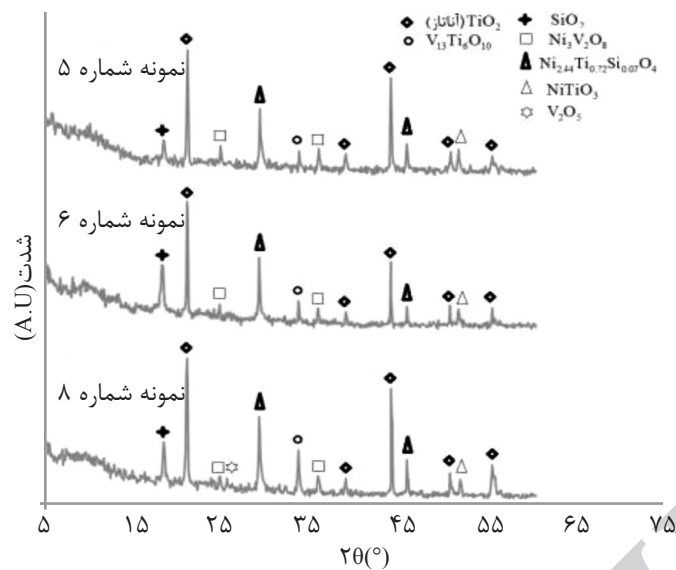 TiO2(آناتاز)
SiO2
V13Ti6O10
Ni3V2O8
Ni2.44Ti0.72Si0.07O4
NiTiO3
V2O5
نمونه شماره ۵
نمونه شماره ۶
نمونه شماره ۸
شدت(A.U)
۵ ۱۵ ۲۵ ۳۵ ۴۵ ۵۵ ۶۵ ۷۵
۲θ(°)